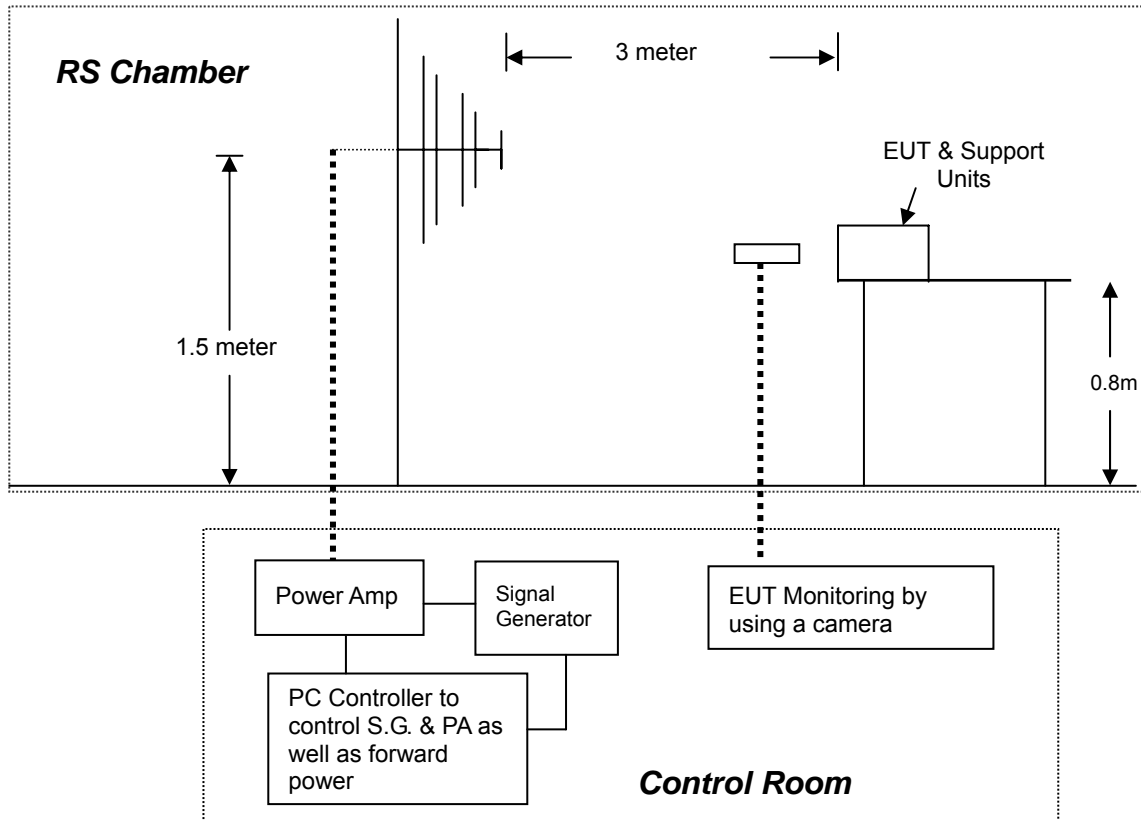 3 meter
RS Chamber
EUT & Support
Units
1.5 meter
0.8m
Power Amp
Signal
Generator
EUT Monitoring by
using a camera
PC Controller to
control S.G. & PA as
well as forward
power
Control Room